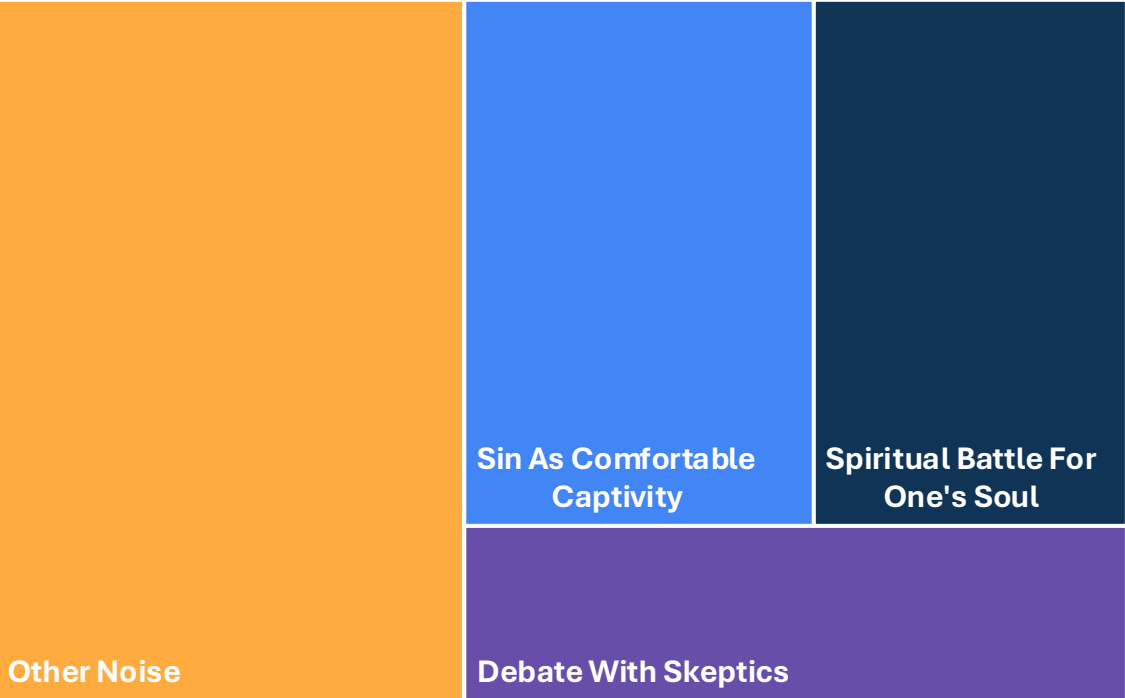 Sin As Comfortable
Captivity
Spiritual Battle For
One's Soul
Other Noise
Debate With Skeptics